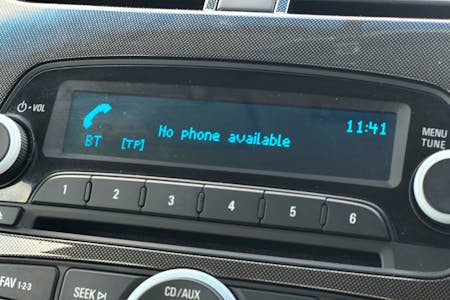 ⏻ - VOL
No phone available
11:41
BT [TP]
MENU
TUNE
1 2 3 4 5 6
FAV 1-2-3
SEEK
CD/AUX